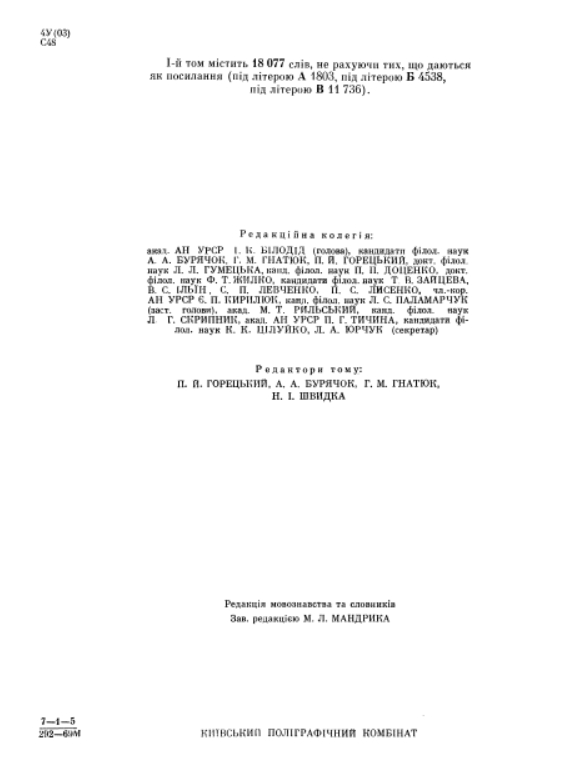 4У(03)
С48
І-й том містить 18 077 слів, не рахуючи тих, що даються
як посилання (під літерою А 1803, під літерою Б 4538,
під літерою В 11 736).
Редакційна колегія:
акад. АН УРСР І. К. БІЛОДІД (голова), кандидати філол. наук
А. А. БУРЯЧОК, Г. М. ГНАТЮК, П. Й. ГОРЕЦЬКИЙ, докт. філол.
наук Л. Л. ГУМЕЦЬКА, канд. філол. наук П. П. ДОЦЕНКО, докт.
філол. наук Ф. Т. ЖИЛКО, кандидати філол. наук Т. В. ЗАЙЦЕВА,
В. С. ІЛЬЇН, С. П. ЛЕВЧЕНКО, П. С. ЛИСЕНКО, чл.-кор.
АН УРСР Є. П. КИРИЛЮК, канд. філол. наук Л. С. ПАЛАМАРЧУК
(заст. голови), акад. М. Т. РИЛЬСЬКИЙ, канд. філол. наук
Л. Г. СКРИПНИК, акад. АН УРСР П. Г. ТИЧИНА, кандидати фі-
лол. наук К. К. ЦІЛУЙКО, Л. А. ЮРЧУК (секретар)
Редактори тому:
П. Й. ГОРЕЦЬКИЙ, А. А. БУРЯЧОК, Г. М. ГНАТЮК,
Н. І. ШВИДКА
Редакція мовознавства та словників
Зав. редакцією М. Л. МАНДРИКА
7—1—5
292—69М
КИЇВСЬКИЙ ПОЛІГРАФІЧНИЙ КОМБІНАТ